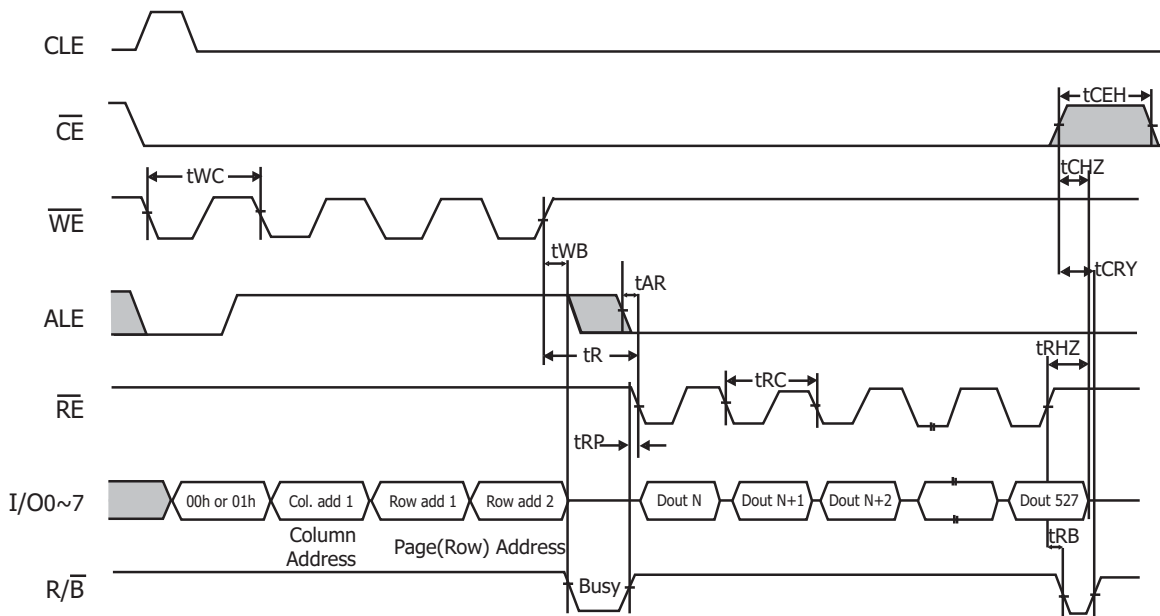 CLE
tCEH
CE
tWC
tCHZ
WE
tWB
tCRY
tAR
ALE
tR
tRHZ
tRC
RE
tRP
I/O0~7
00h or 01h
Col. add 1
Row add 1
Row add 2
Dout N
Dout N+1
Dout N+2
Dout 527
Column
Address
Page(Row) Address
tRB
R/B
Busy